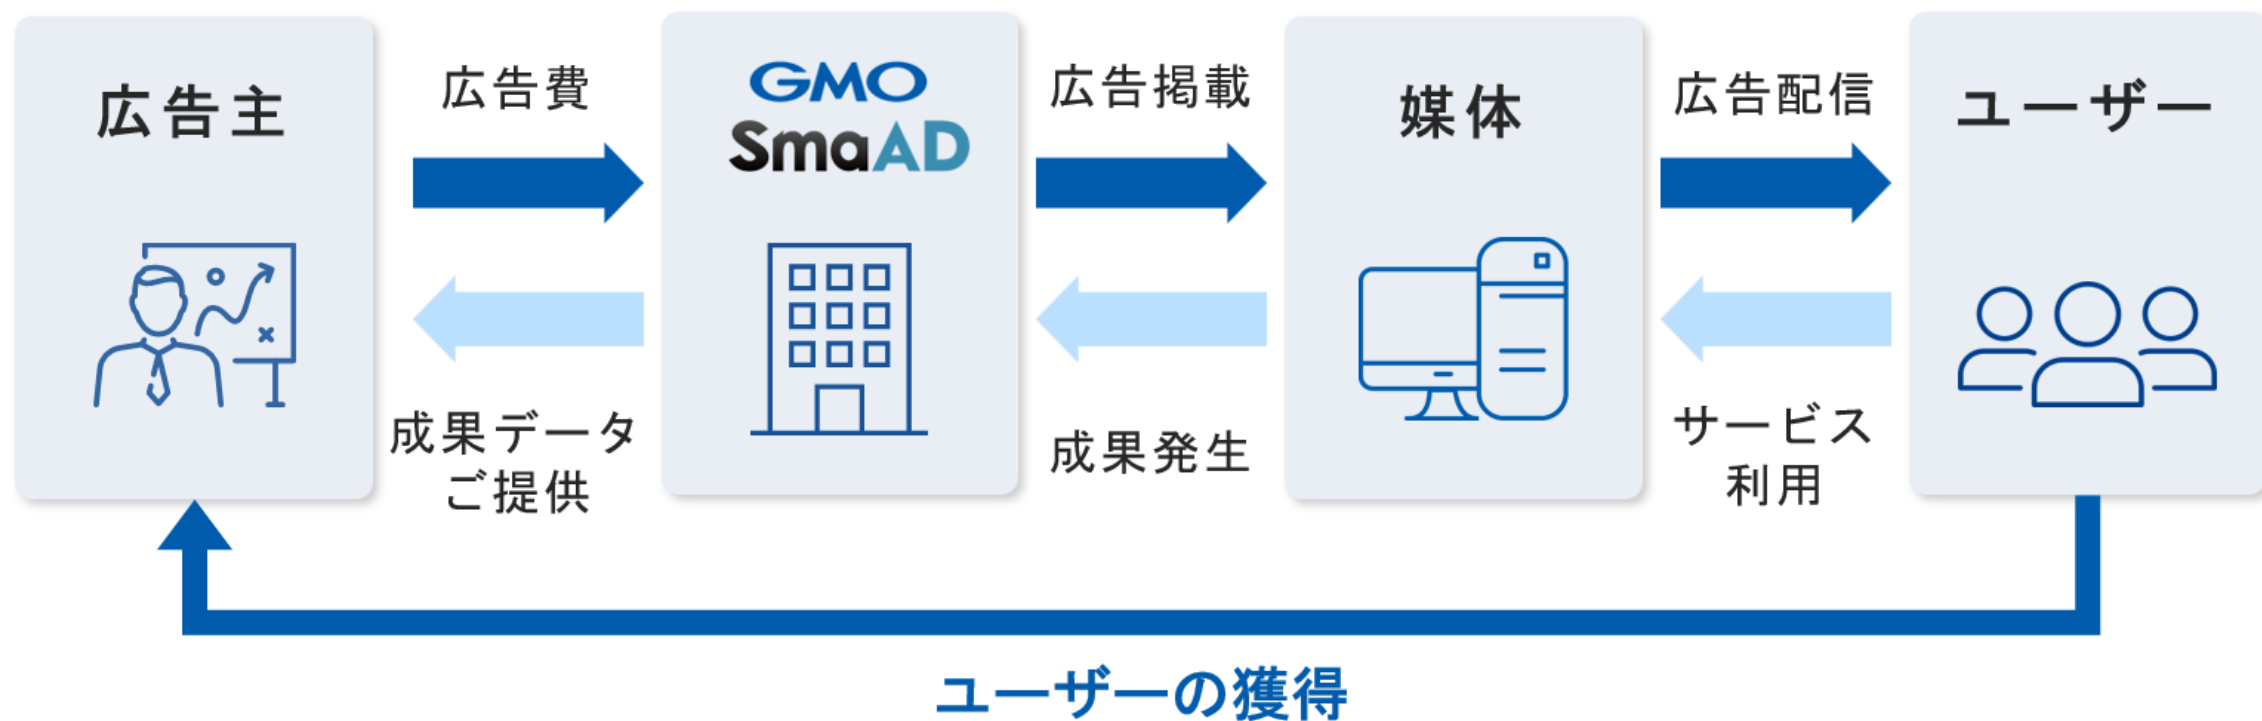 広告主
広告費
GMO
SmaAD
広告掲載
媒体
広告配信
ユーザー
成果データ
ご提供
成果発生
サービス
利用
ユーザーの獲得